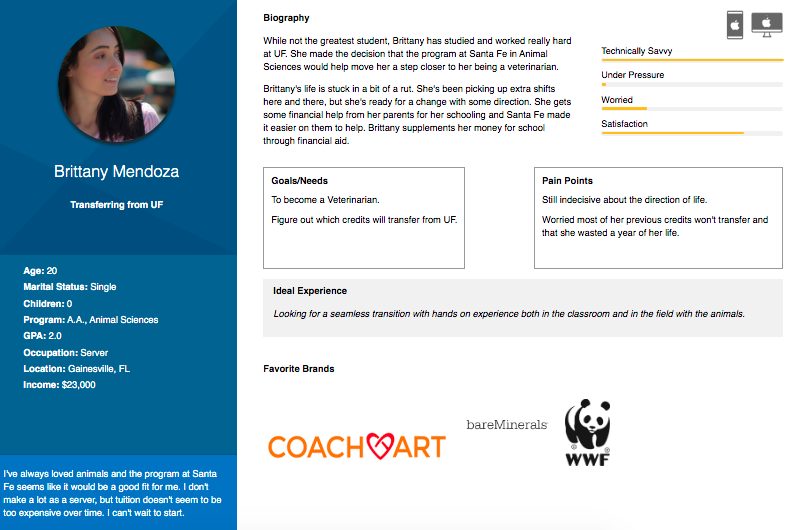 Brittany Mendoza
Transferring from UF
Age: 20
Marital Status: Single
Children: 0
Program: A.A., Animal Sciences
GPA: 2.0
Occupation: Server
Location: Gainesville, FL
Income: $23,000
I've always loved animals and the program at Santa
Fe seems like it would be a good fit for me. I don't
make a lot as a server, but tuition doesn't seem to be
too expensive over time. I can't wait to start.
Biography
While not the greatest student, Brittany has studied and worked really hard
at UF. She made the decision that the program at Santa Fe in Animal
Sciences would help move her a step closer to her being a veterinarian.
Brittany's life is stuck in a bit of a rut. She's been picking up extra shifts
here and there, but she's ready for a change with some direction. She gets
some financial help from her parents for her schooling and Santa Fe made
it easier on them to help. Brittany supplements her money for school
through financial aid.
Technically Savvy
Under Pressure
Worried
Satisfaction
Goals/Needs
To become a Veterinarian.
Figure out which credits will transfer from UF.
Pain Points
Still indecisive about the direction of life.
Worried most of her previous credits won't transfer and
that she wasted a year of her life.
Ideal Experience
Looking for a seamless transition with hands on experience both in the classroom and in the field with the animals.
Favorite Brands
COACH ART
bareMinerals
WWF